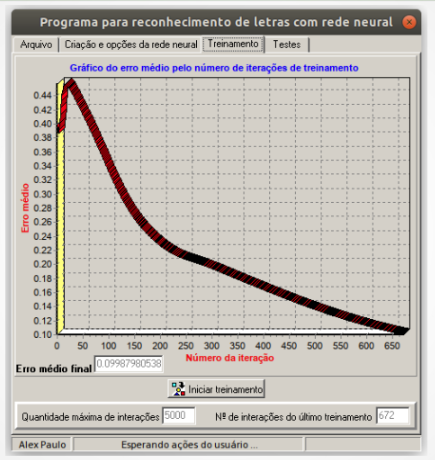 Programa para reconhecimento de letras com rede neural
Arquivo Criação e opções da rede neural Treinamento Testes
Gráfico do erro médio pelo número de iterações de treinamento
Erro médio
0.44
0.42
0.40
0.38
0.36
0.34
0.32
0.30
0.28
0.26
0.24
0.22
0.20
0.18
0.16
0.14
0.12
0.10
0 50 100 150 200 250 300 350 400 450 500 550 600 650
Número da iteração
Erro médio final 0.09987980538
Iniciar treinamento
Quantidade máxima de interações 5000 Nº de interações do último treinamento 672
Alex Paulo Esperando ações do usuário ...